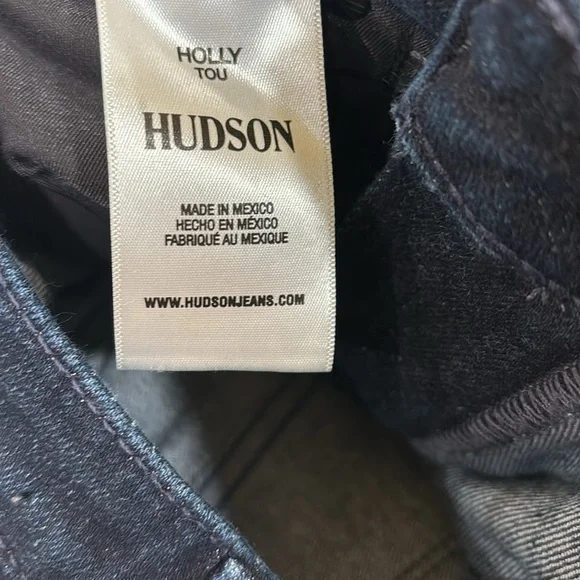 HOLLY
TOU
HUDSON
MADE IN MEXICO
HECHO EN MÉXICO
FABRIQUÉ AU MEXIQUE
WWW.HUDSONJEANS.COM